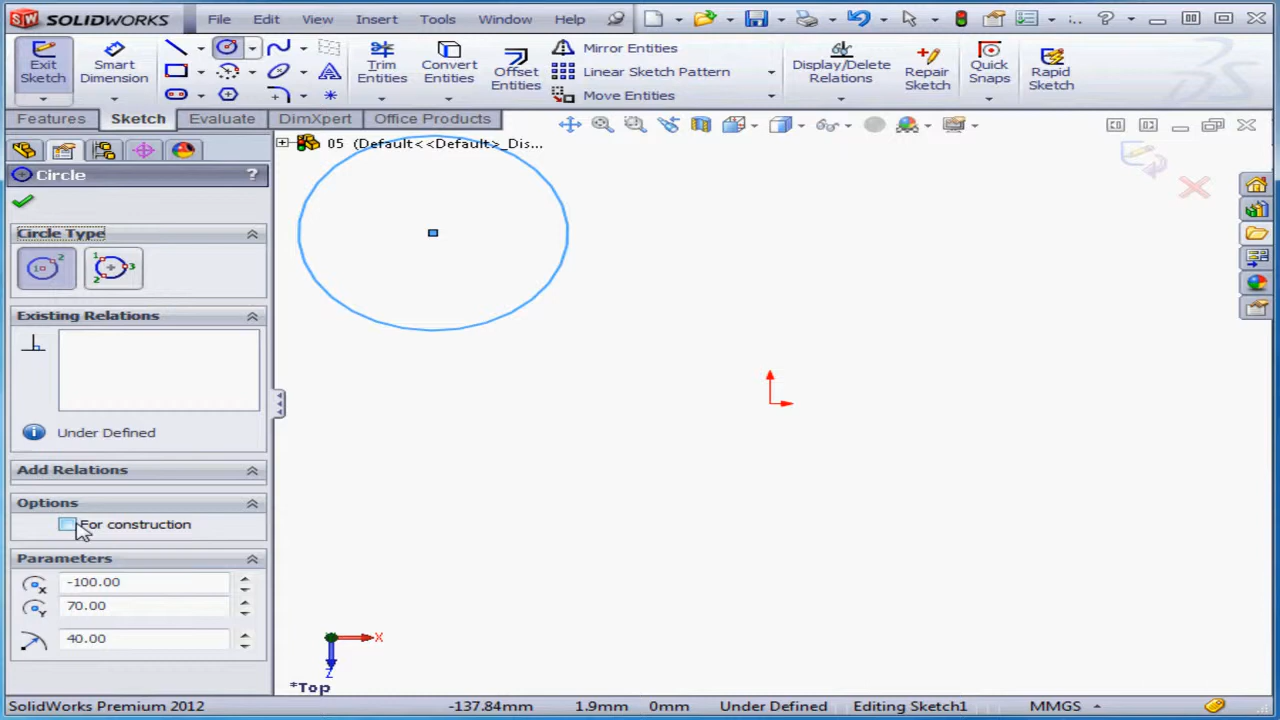 SOLIDWORKS File Edit View Insert Tools Window Help
Exit Sketch
Smart Dimension
Trim Entities
Convert Entities
Offset Entities
Mirror Entities
Linear Sketch Pattern
Move Entities
Display/Delete Relations
Repair Sketch
Quick Snaps
Rapid Sketch
Features Sketch Evaluate DimXpert Office Products
05 (Default<<Default>_Dis...
Circle ?
Circle Type
Existing Relations
Under Defined
Add Relations
Options
For construction
Parameters
-100.00
70.00
40.00
X
Z
*Top
SolidWorks Premium 2012 -137.84mm 1.9mm 0mm Under Defined Editing Sketch1 MMGS